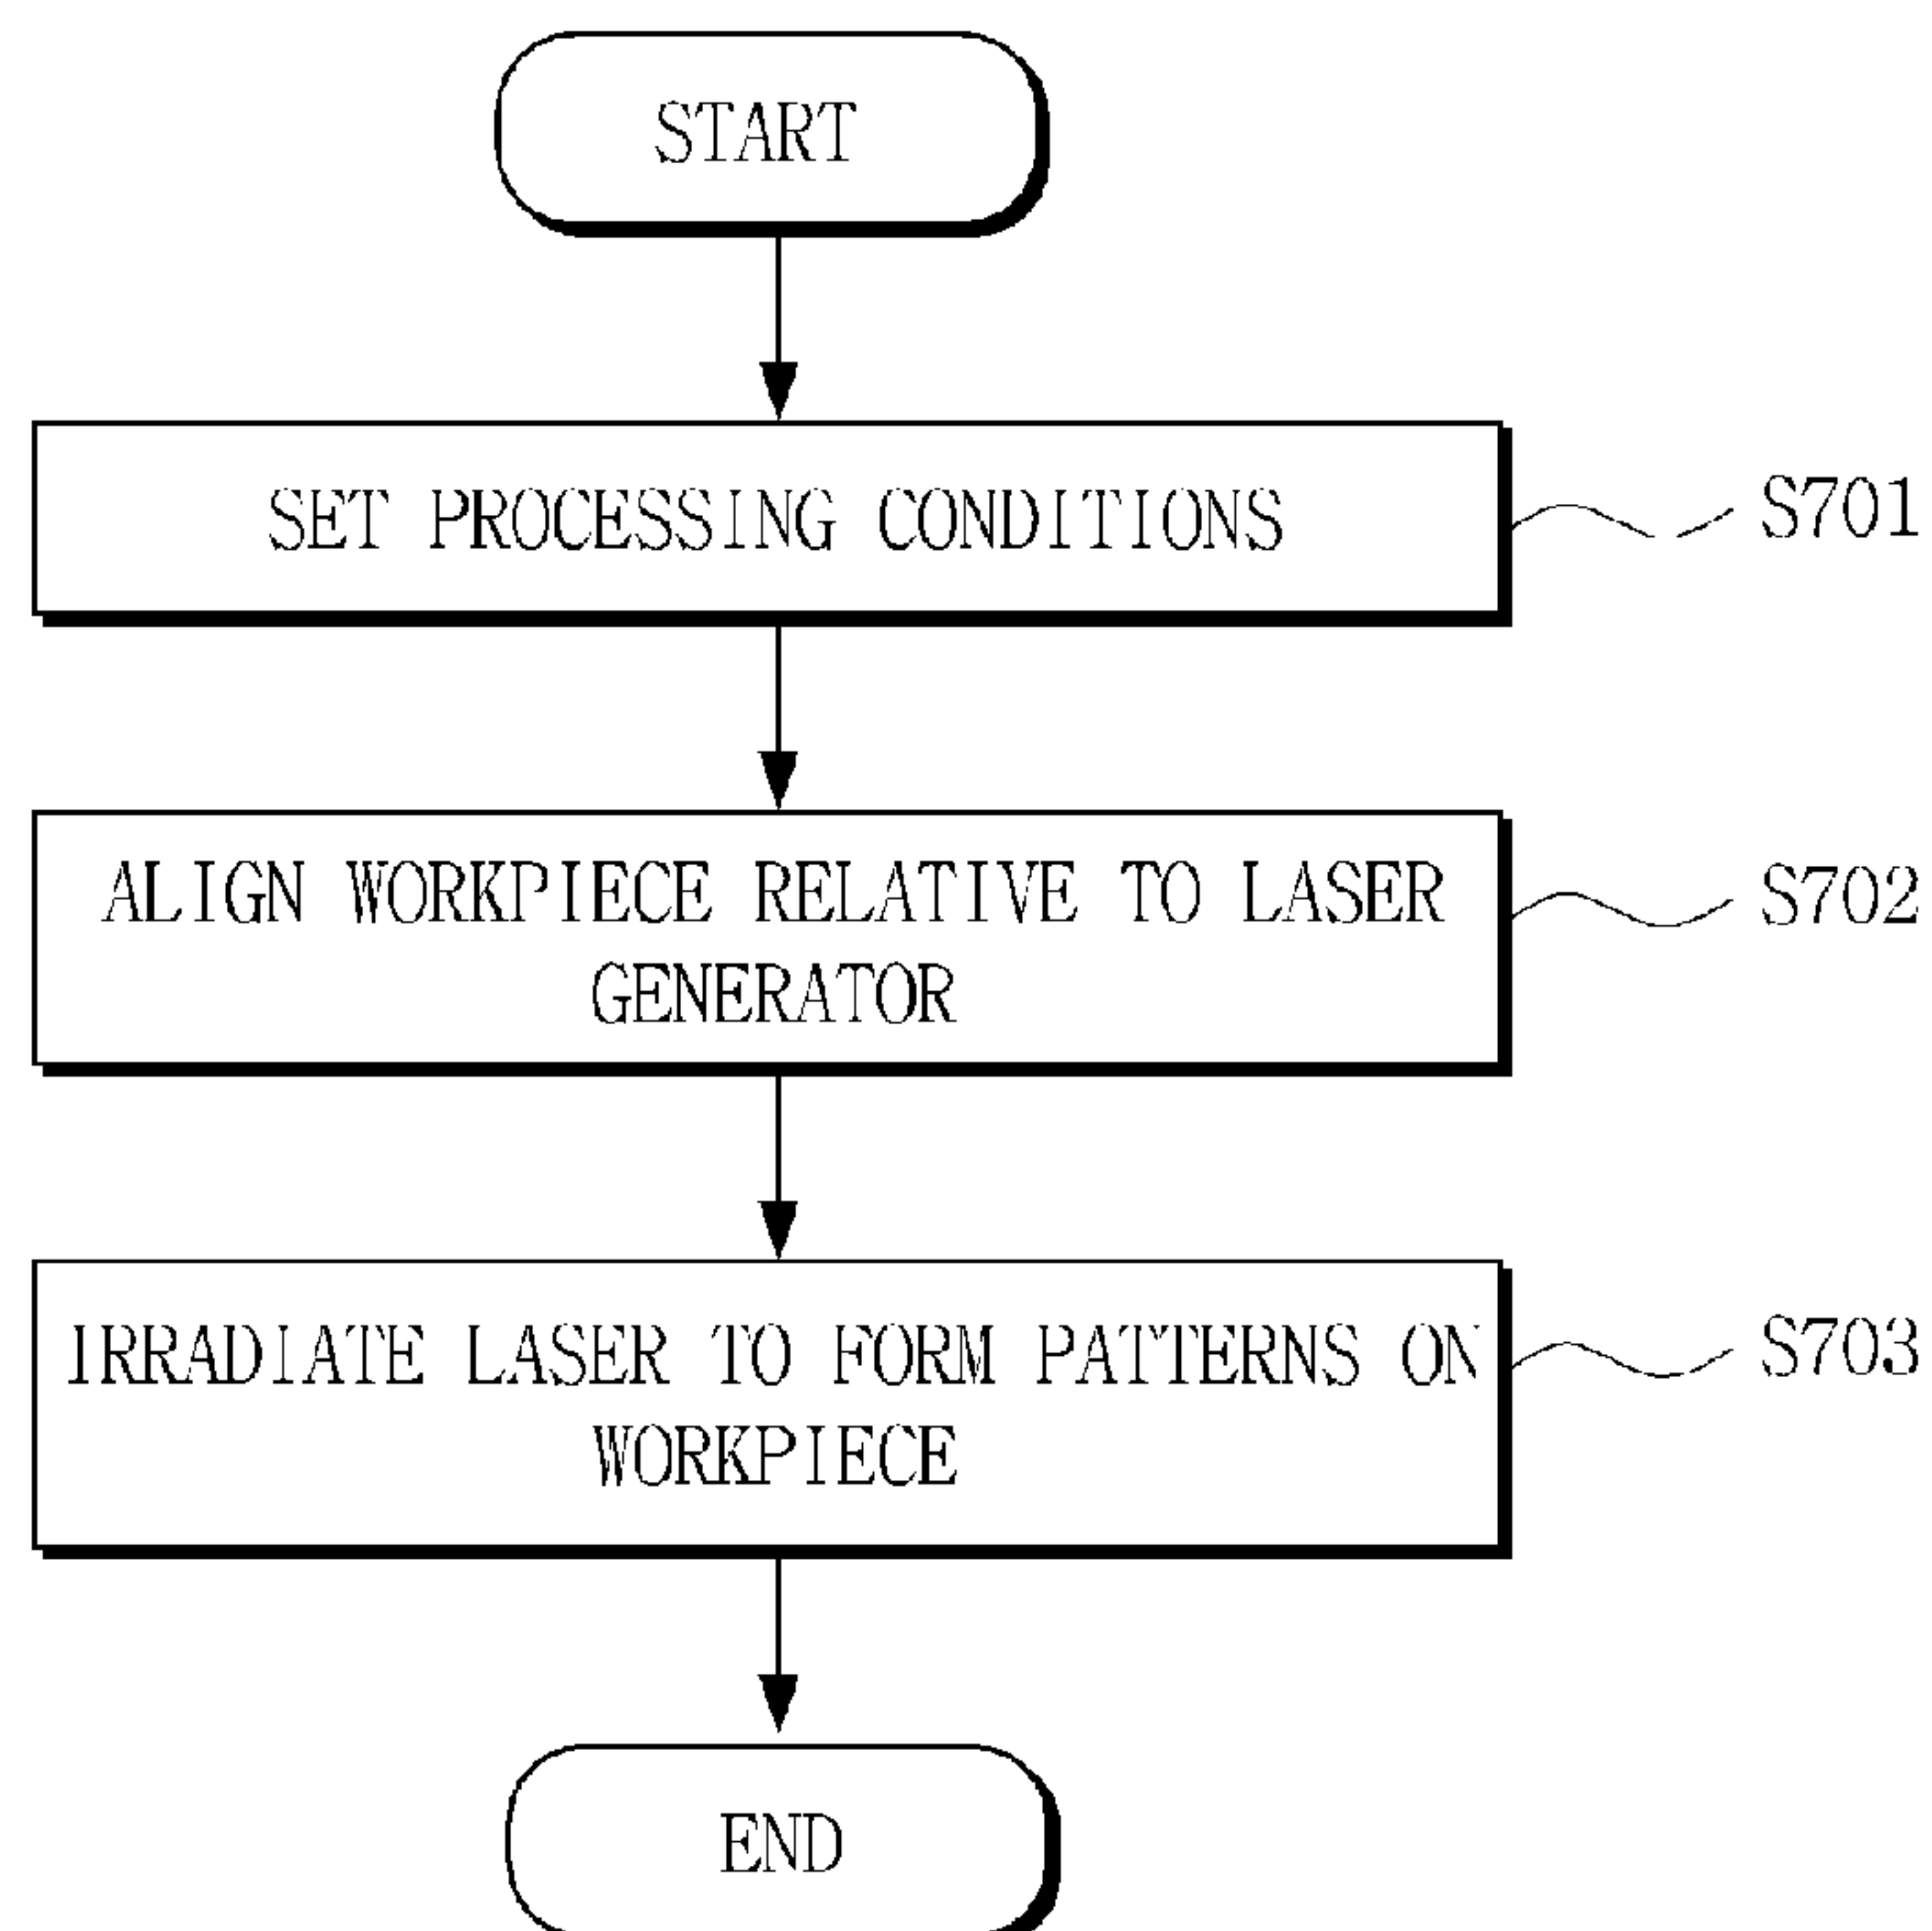 START
SET PROCESSING CONDITIONS
S701
ALIGN WORKPIECE RELATIVE TO LASER
GENERATOR
S702
IRRADIATE LASER TO FORM PATTERNS ON
WORKPIECE
S703
END